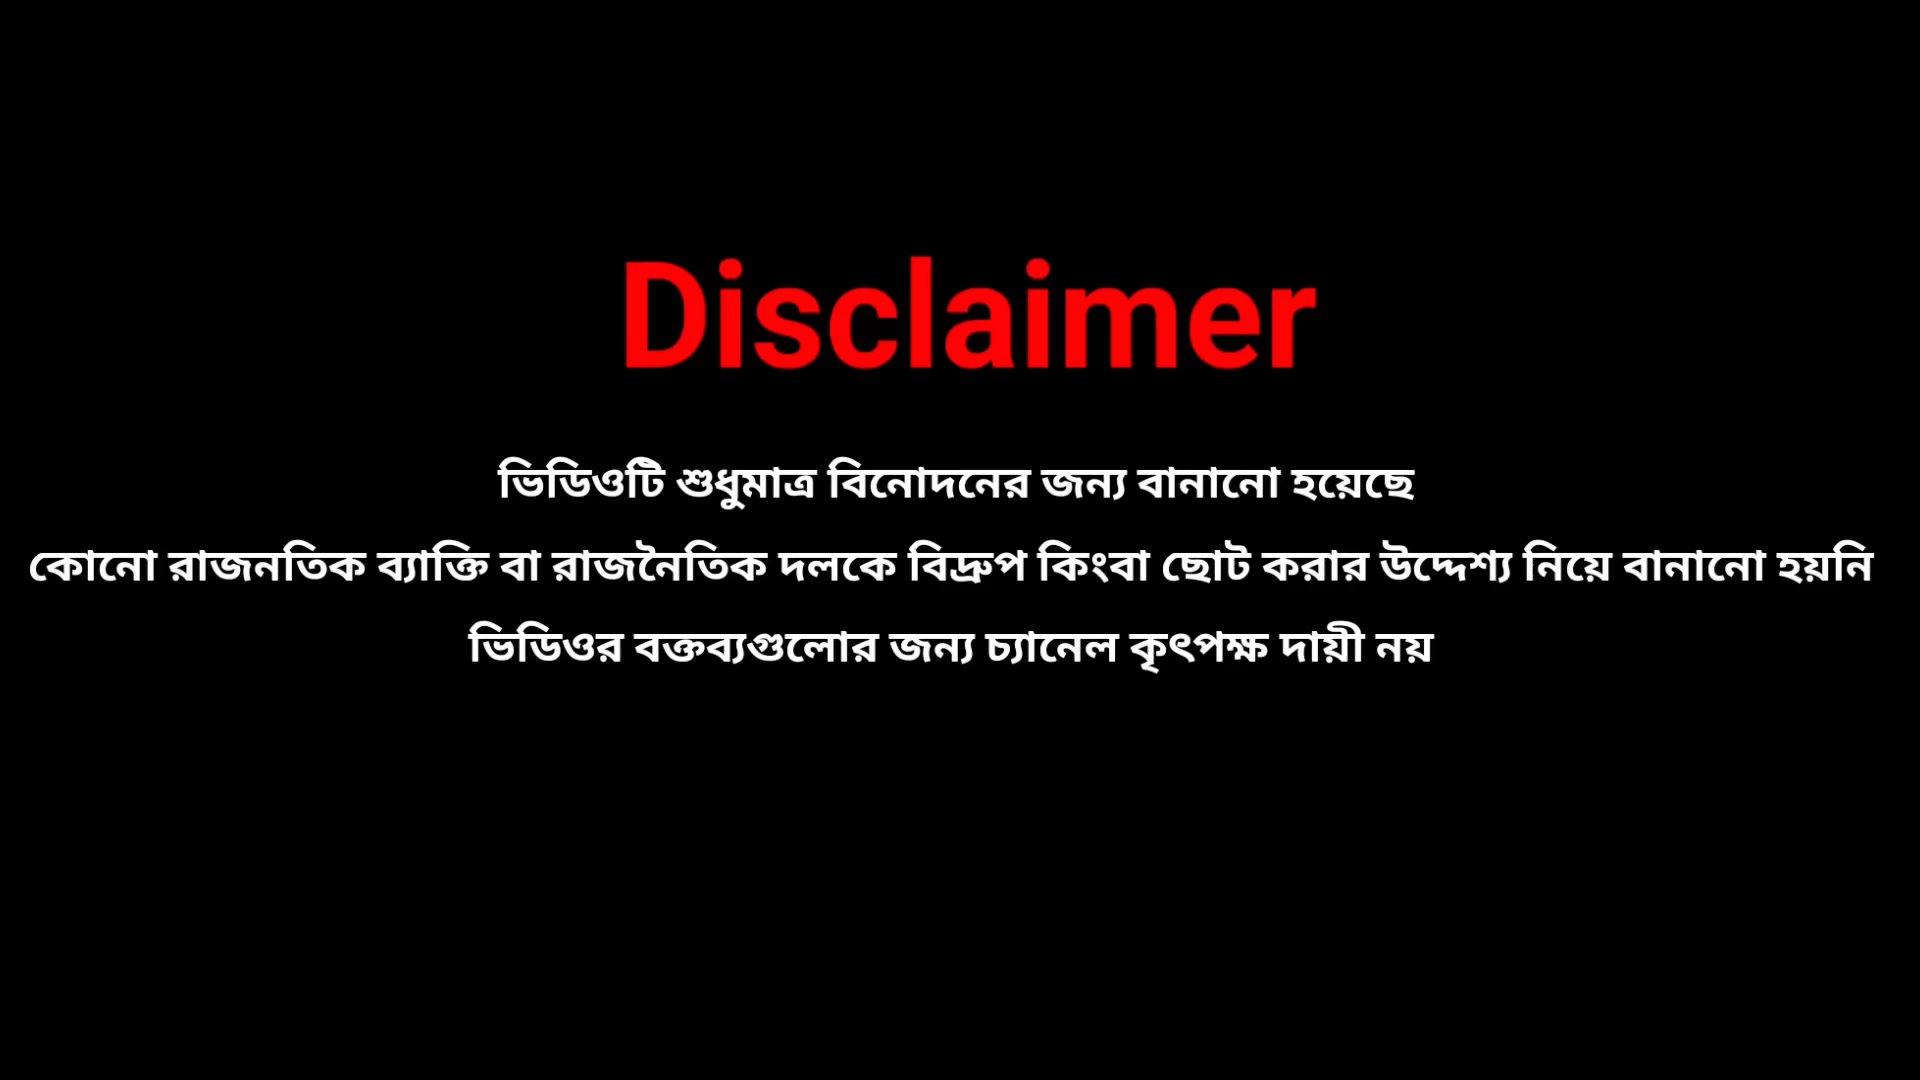 Disclaimer
ভিডিওটি শুধুমাত্র বিনোদনের জন্য বানানো হয়েছে
কোনো রাজনতিক ব্যাক্তি বা রাজনৈতিক দলকে বিদ্রুপ কিংবা ছোট করার উদ্দেশ্য নিয়ে বানানো হয়নি
ভিডিওর বক্তব্যগুলোর জন্য চ্যানেল কৃৎপক্ষ দায়ী নয়